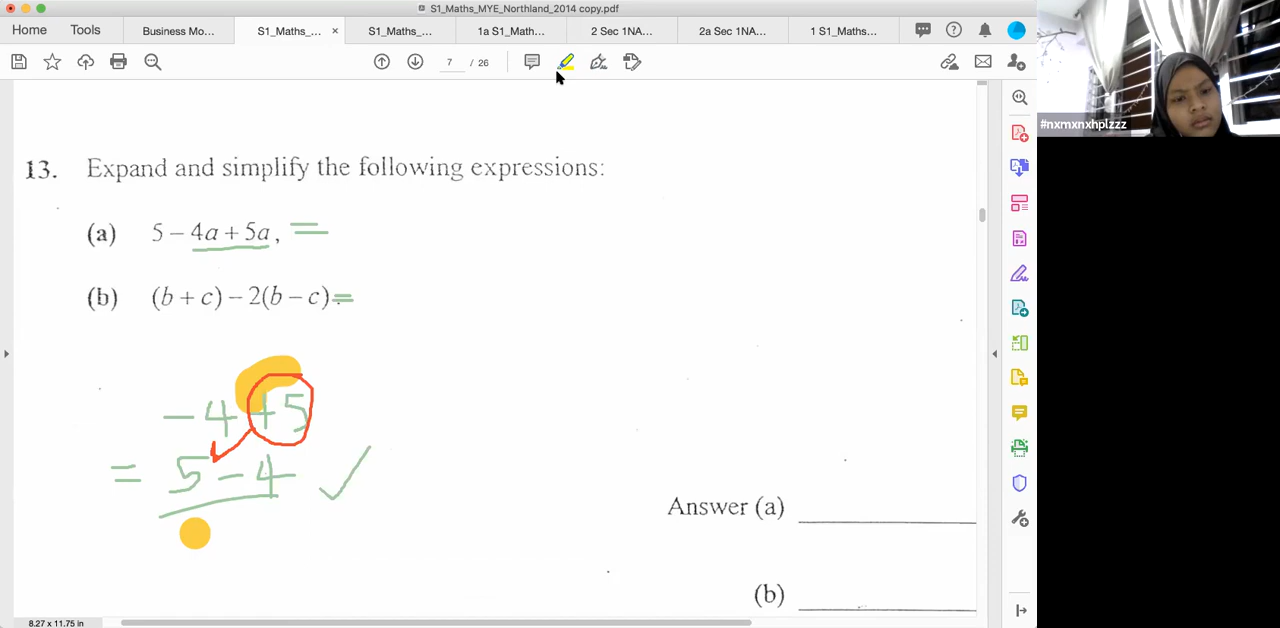 S1_Maths_MYE_Northland_2014 copy.pdf
Home Tools Business Mo... S1_Maths_... × S1_Maths_... 1a S1_Math... 2 Sec 1NA... 2a Sec 1NA... 1 S1_Maths...
7 / 26
#nxmxnxhplzzz
13. Expand and simplify the following expressions:
(a) 5 − 4a + 5a, =
(b) (b + c) − 2(b − c). =
− 4 + 5
= 5 − 4 ✓
Answer (a)
(b)
8.27 x 11.75 in